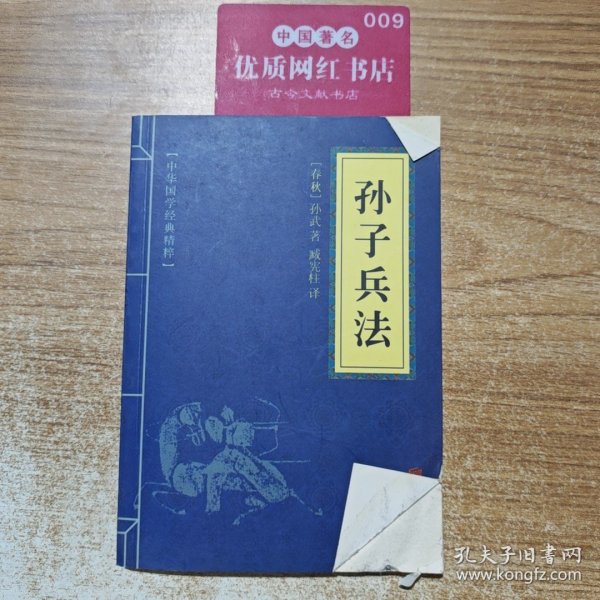 009
中国著名
优质网红书店
古今文献书店
孙子兵法
[春秋]孙武 著 臧宪柱 译
【中华国学经典精粹】
孔夫子旧书网
www.kongfz.com